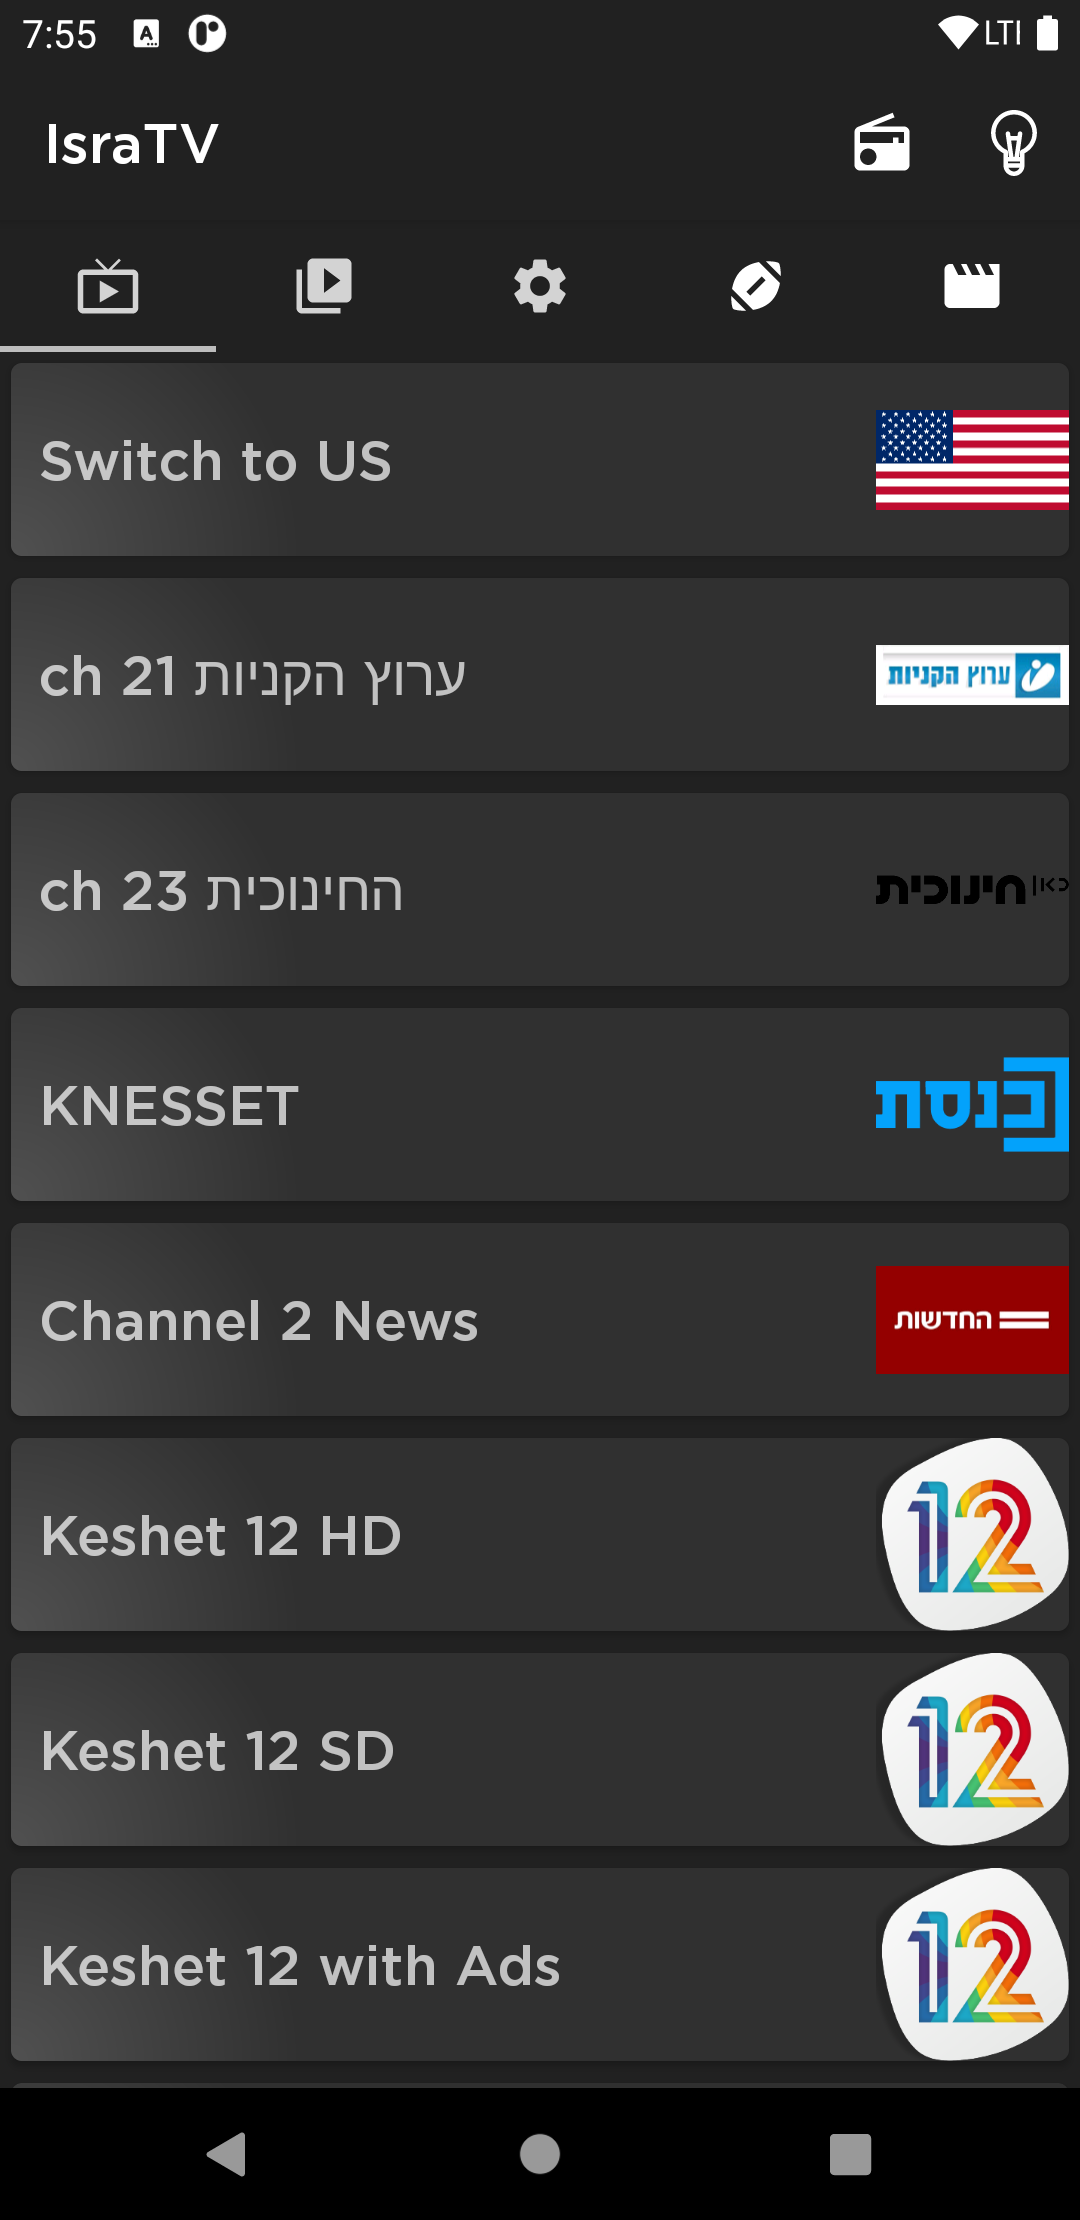 7:55
LTE
IsraTV
Switch to US
ch 21 ערוץ הקניות
ערוץ הקניות
ch 23 החינוכית
כאן חינוכית
KNESSET
כנסת
Channel 2 News
החדשות
Keshet 12 HD
12
Keshet 12 SD
12
Keshet 12 with Ads
12